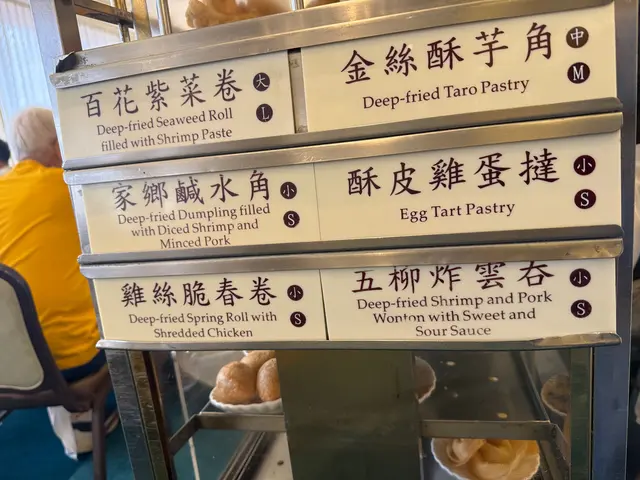 百花紫菜卷 大
Deep-fried Seaweed Roll L
filled with Shrimp Paste
金絲酥芋角 中
Deep-fried Taro Pastry M
家鄉鹹水角 小
Deep-fried Dumpling filled S
with Diced Shrimp and
Minced Pork
酥皮雞蛋撻 小
Egg Tart Pastry S
雞絲脆春卷 小
Deep-fried Spring Roll with S
Shredded Chicken
五柳炸雲吞 小
Deep-fried Shrimp and Pork S
Wonton with Sweet and
Sour Sauce